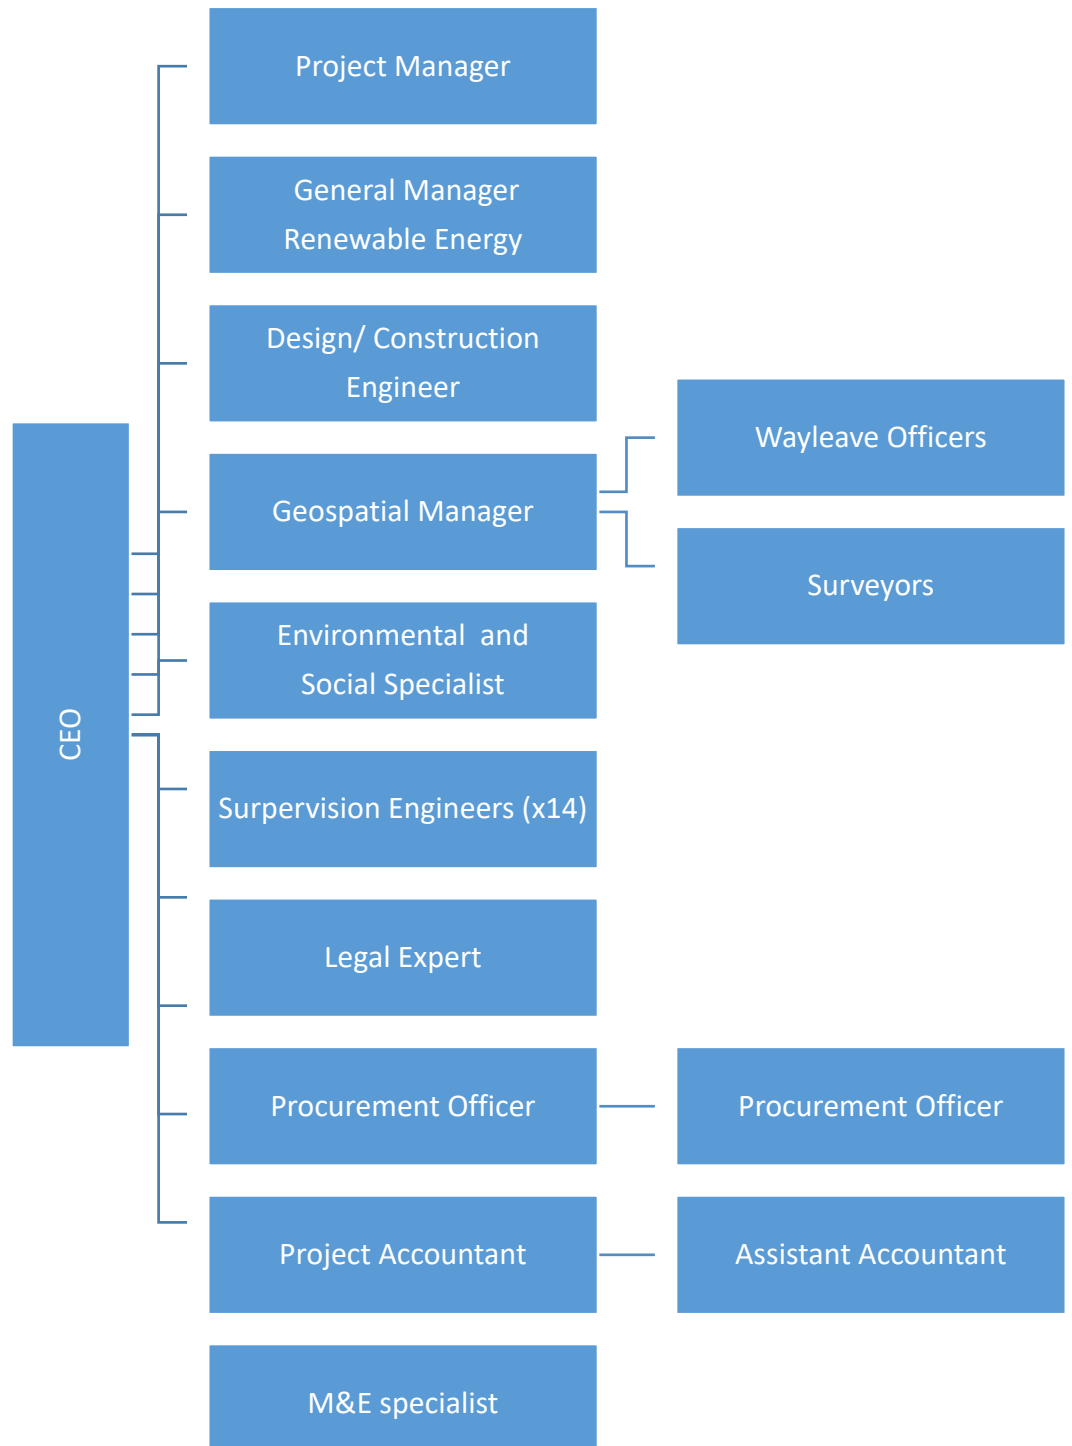 Project Manager
General Manager
Renewable Energy
Design/ Construction
Engineer
Wayleave Officers
Geospatial Manager
Surveyors
Environmental  and
Social Specialist
CEO
Surpervision Engineers (x14)
Legal Expert
Procurement Officer
Procurement Officer
Project Accountant
Assistant Accountant
M&E specialist